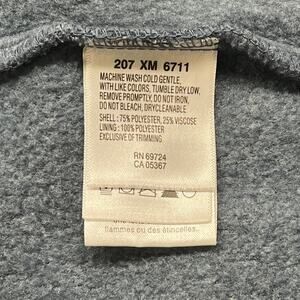 207 XM 6711
MACHINE WASH COLD GENTLE,
WITH LIKE COLORS, TUMBLE DRY LOW,
REMOVE PROMPTLY, DO NOT IRON,
DO NOT BLEACH, DRYCLEANABLE
SHELL : 75% POLYESTER, 25% VISCOSE
LINING : 100% POLYESTER
EXCLUSIVE OF TRIMMING
RN 69724
CA 05367
flammes ou des étincelles.